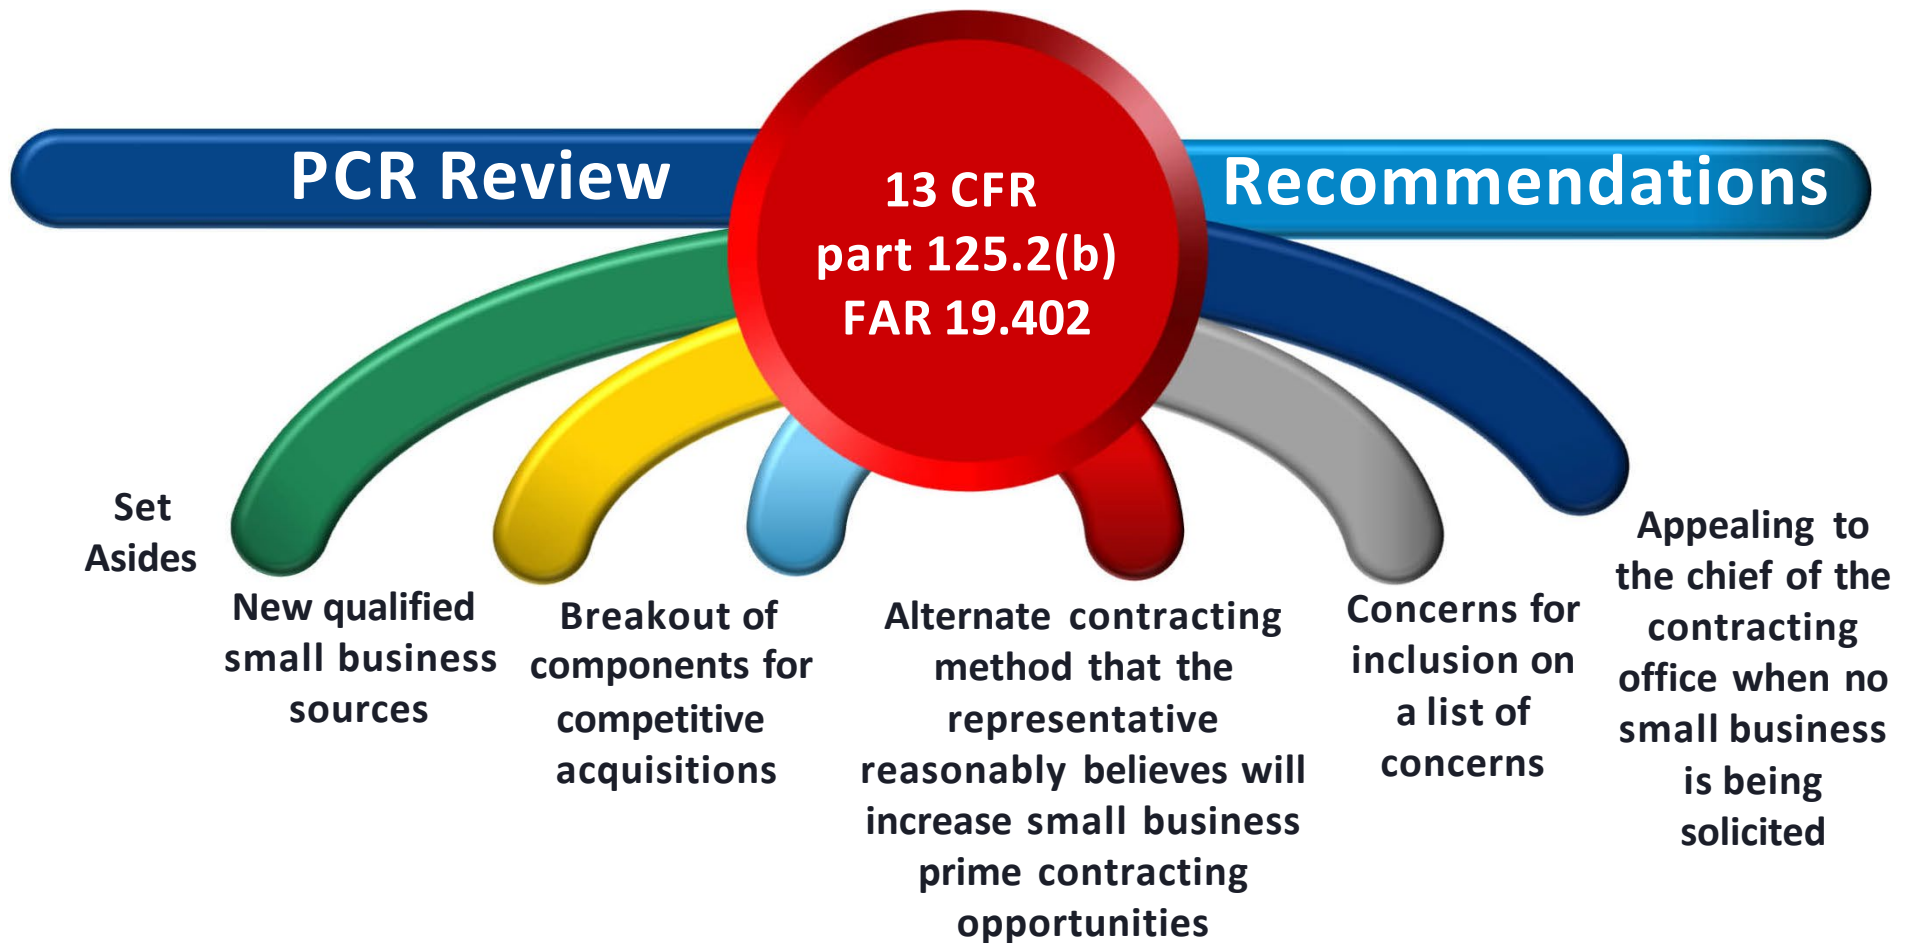 PCR Review
13 CFR
part 125.2(b)
FAR 19.402
Recommendations
Set
Asides
New qualified
small business
sources
Breakout of
components for
competitive
acquisitions
Alternate contracting
method that the
representative
reasonably believes will
increase small business
prime contracting
opportunities
Concerns for
inclusion on
a list of
concerns
Appealing to
the chief of the
contracting
office when no
small business
is being
solicited